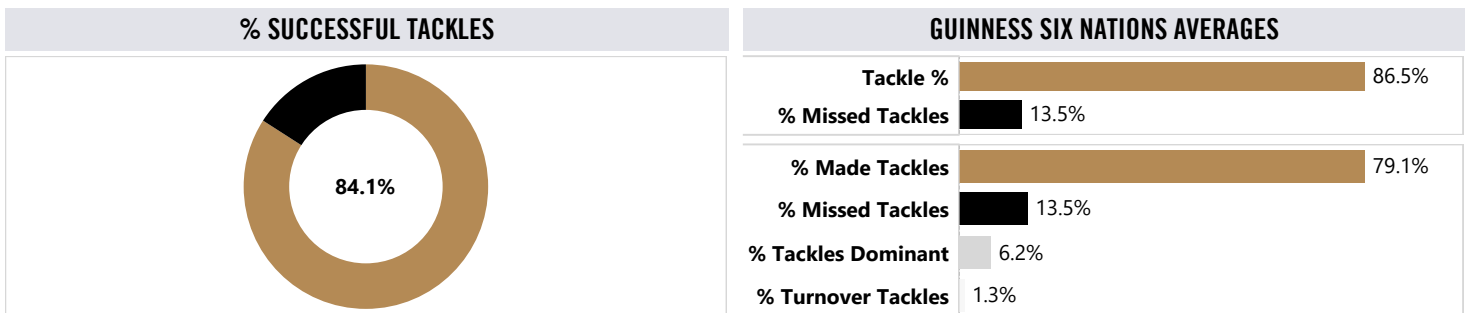 % SUCCESSFUL TACKLES
84.1%
GUINNESS SIX NATIONS AVERAGES
Tackle % 86.5%
% Missed Tackles 13.5%
% Made Tackles 79.1%
% Missed Tackles 13.5%
% Tackles Dominant 6.2%
% Turnover Tackles 1.3%